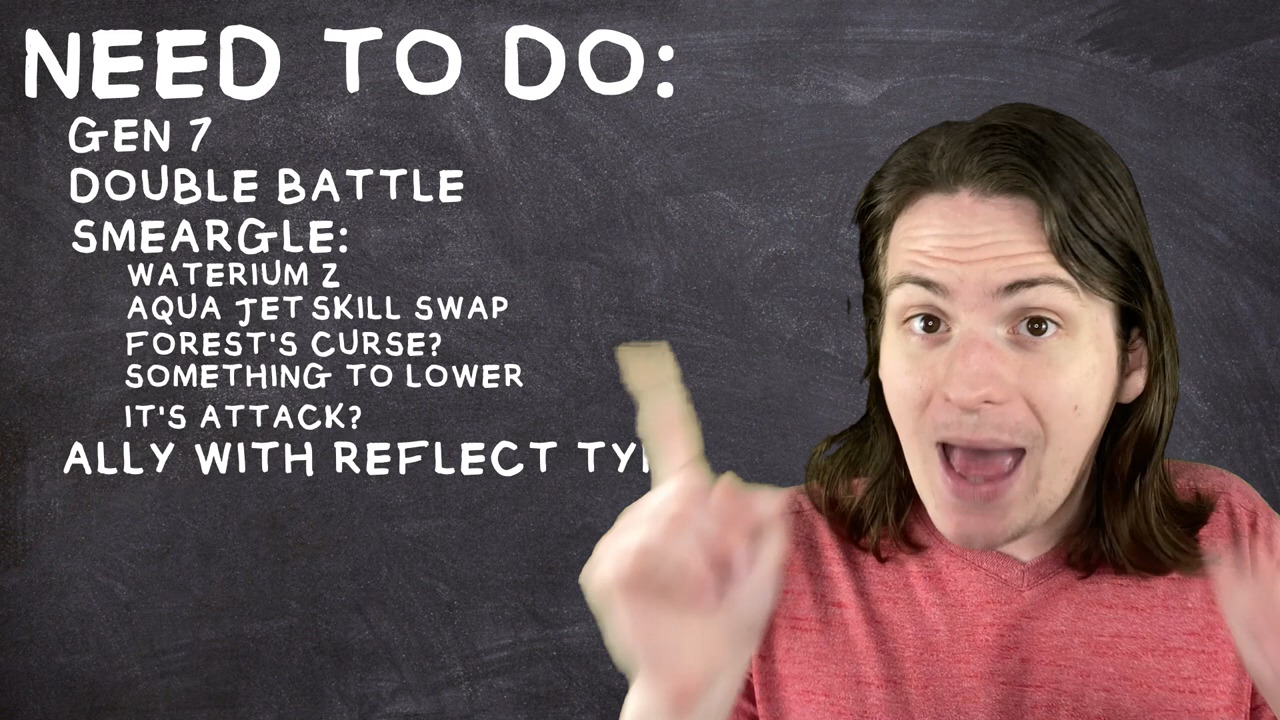 NEED TO DO:
GEN 7
DOUBLE BATTLE
SMEARGLE:
WATERIUM Z
AQUA JET SKILL SWAP
FOREST'S CURSE?
SOMETHING TO LOWER
IT'S ATTACK?
ALLY WITH REFLECT